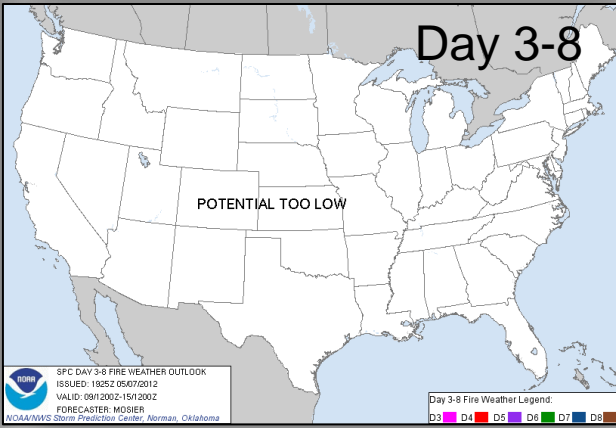 Day 3-8
POTENTIAL TOO LOW
NOAA
SPC DAY 3-8 FIRE WEATHER OUTLOOK
ISSUED: 1925Z 05/07/2012
VALID: 09/1200Z-15/1200Z
FORECASTER: MOSIER
NOAA/NWS Storm Prediction Center, Norman, Oklahoma
Day 3-8 Fire Weather Legend:
D3 D4 D5 D6 D7 D8